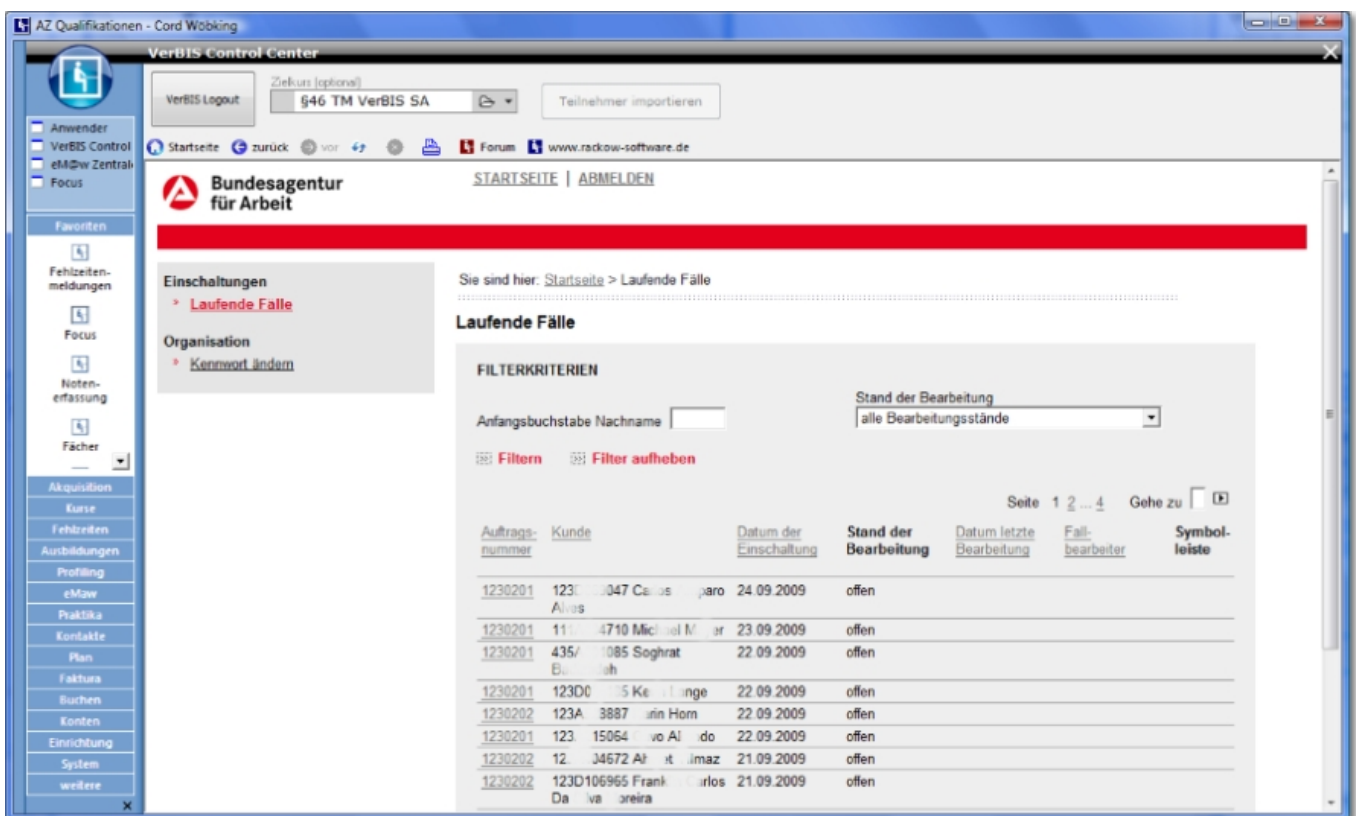 AZ Qualifikationen - Cord Wöbking
VerBIS Control Center
VerBIS Logout
Zielkurs (optional)
§46 TM VerBIS SA
Teilnehmer importieren
Anwender
VerBIS Control
eM@w Zentral
Focus
Startseite zurück vor Forum www.rackow-software.de
Bundesagentur
für Arbeit
STARTSEITE | ABMELDEN
Favoriten
Fehlzeiten-
meldungen
Focus
Noten-
erfassung
Fächer
Akquisition
Kurse
Fehlzeiten
Ausbildungen
Profiling
eMaw
Praktika
Kontakte
Plan
Faktura
Buchen
Konten
Einrichtung
System
weitere
Einschaltungen
Laufende Falle
Organisation
Kennwort ändern
Sie sind hier: Startseite > Laufende Fälle
Laufende Fälle
FILTERKRITERIEN
Anfangsbuchstabe Nachname
Stand der Bearbeitung
alle Bearbeitungsstände
Filtern Filter aufheben
Seite 1 2 ... 4 Gehe zu
Auftrags- Kunde Datum der Stand der Datum letzte Fall- Symbol-
nummer Einschaltung Bearbeitung Bearbeitung bearbeiter leiste
1230201 24.09.2009 offen
1230201 23.09.2009 offen
1230201 Soghrat 22.09.2009 offen
1230201 22.09.2009 offen
1230202 Horn 22.09.2009 offen
1230201 22.09.2009 offen
1230202 21.09.2009 offen
1230202 123D106965 21.09.2009 offen